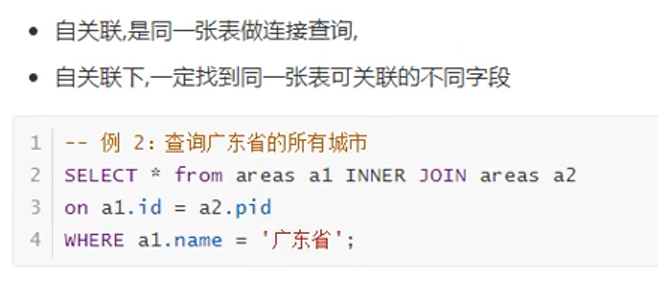 自关联,是同一张表做连接查询,
自关联下,一定找到同一张表可关联的不同字段
1 -- 例 2：查询广东省的所有城市
2 SELECT * from areas a1 INNER JOIN areas a2
3 on a1.id = a2.pid
4 WHERE a1.name = '广东省';